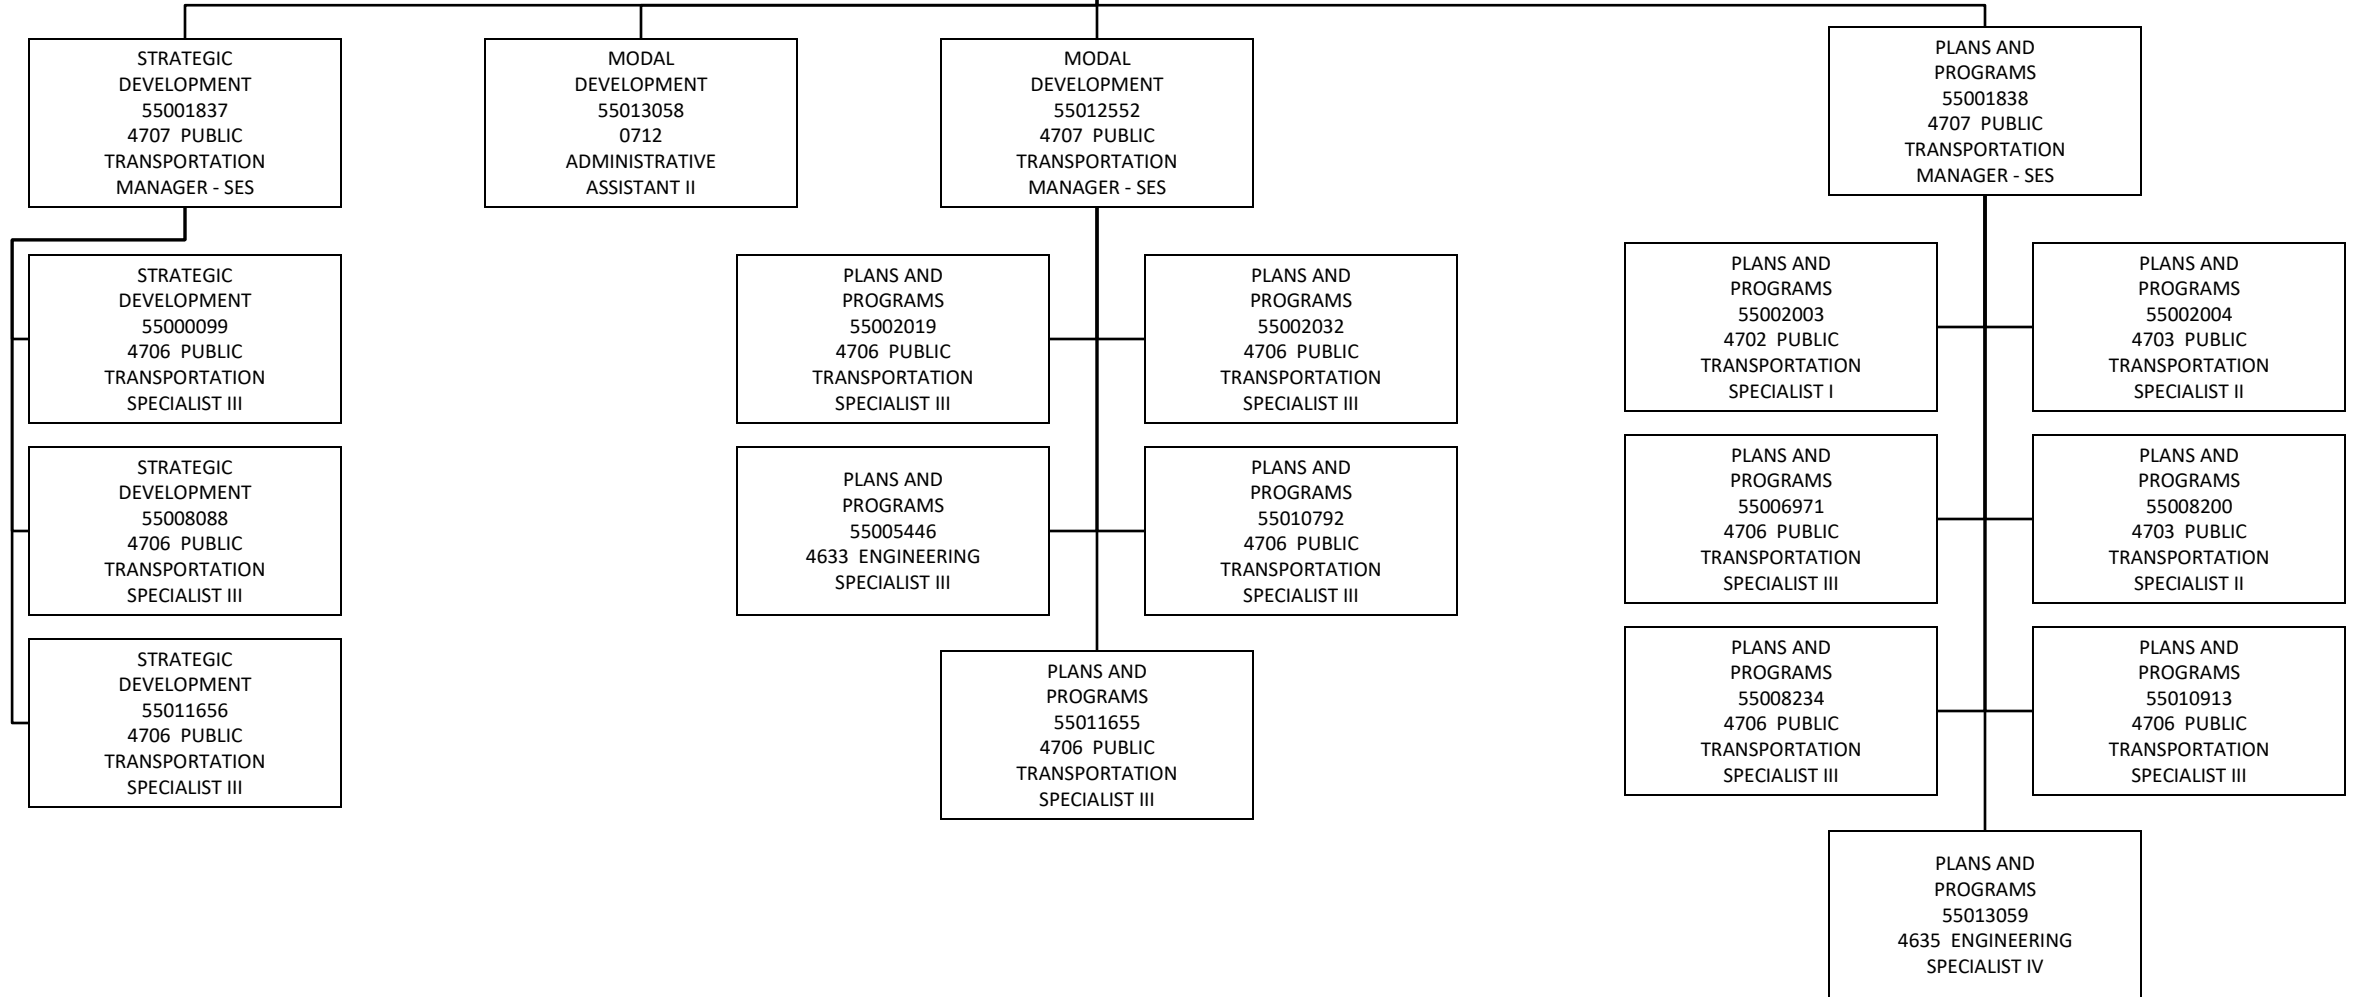 STRATEGIC
DEVELOPMENT
55001837
4707 PUBLIC
TRANSPORTATION
MANAGER - SES
MODAL
DEVELOPMENT
55013058
0712
ADMINISTRATIVE
ASSISTANT II
MODAL
DEVELOPMENT
55012552
4707 PUBLIC
TRANSPORTATION
MANAGER - SES
PLANS AND
PROGRAMS
55001838
4707 PUBLIC
TRANSPORTATION
MANAGER - SES
STRATEGIC
DEVELOPMENT
55000099
4706 PUBLIC
TRANSPORTATION
SPECIALIST III
STRATEGIC
DEVELOPMENT
55008088
4706 PUBLIC
TRANSPORTATION
SPECIALIST III
STRATEGIC
DEVELOPMENT
55011656
4706 PUBLIC
TRANSPORTATION
SPECIALIST III
PLANS AND
PROGRAMS
55002019
4706 PUBLIC
TRANSPORTATION
SPECIALIST III
PLANS AND
PROGRAMS
55002032
4706 PUBLIC
TRANSPORTATION
SPECIALIST III
PLANS AND
PROGRAMS
55005446
4633 ENGINEERING
SPECIALIST III
PLANS AND
PROGRAMS
55010792
4706 PUBLIC
TRANSPORTATION
SPECIALIST III
PLANS AND
PROGRAMS
55011655
4706 PUBLIC
TRANSPORTATION
SPECIALIST III
PLANS AND
PROGRAMS
55002003
4702 PUBLIC
TRANSPORTATION
SPECIALIST I
PLANS AND
PROGRAMS
55002004
4703 PUBLIC
TRANSPORTATION
SPECIALIST II
PLANS AND
PROGRAMS
55006971
4706 PUBLIC
TRANSPORTATION
SPECIALIST III
PLANS AND
PROGRAMS
55008200
4703 PUBLIC
TRANSPORTATION
SPECIALIST II
PLANS AND
PROGRAMS
55008234
4706 PUBLIC
TRANSPORTATION
SPECIALIST III
PLANS AND
PROGRAMS
55010913
4706 PUBLIC
TRANSPORTATION
SPECIALIST III
PLANS AND
PROGRAMS
55013059
4635 ENGINEERING
SPECIALIST IV